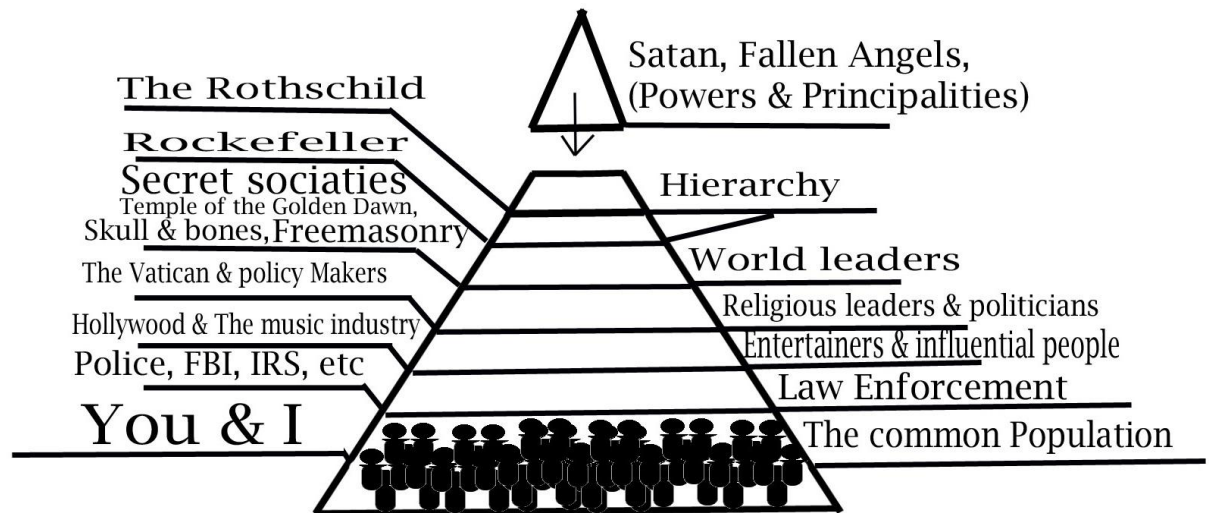 Satan, Fallen Angels,
(Powers & Principalities)
The Rothschild
Rockefeller
Secret sociaties
Temple of the Golden Dawn,
Skull & bones, Freemasonry
The Vatican & policy Makers
Hollywood & The music industry
Police, FBI, IRS, etc
You & I
Hierarchy
World leaders
Religious leaders & politicians
Entertainers & influential people
Law Enforcement
The common Population